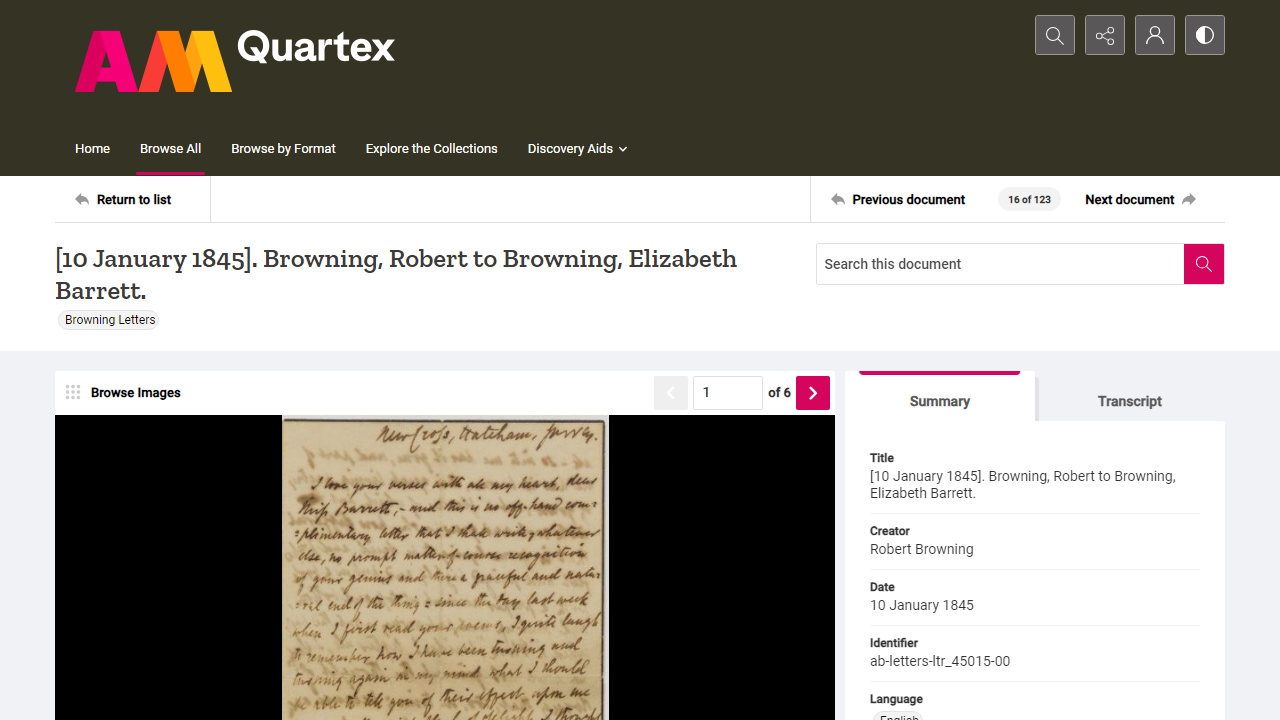 AM Quartex
Home Browse All Browse by Format Explore the Collections Discovery Aids
Return to list
Previous document 16 of 123 Next document
[10 January 1845]. Browning, Robert to Browning, Elizabeth
Barrett.
Browning Letters
Search this document
Browse Images 1 of 6
New Cross, Hatcham, Surrey.
I love your verses with all my heart, dear
Miss Barrett,- and this is no off-hand com=
=plimentary letter that I shall write,-whatever
else, no prompt matter-of-course recognition
of your genius and there a graceful and natu=
=ral end of the thing: since the day last week
when I first read your poems, I quite laugh
to remember how I have been turning and
turning again in my mind what I should
be able to tell you of their effect upon me
I thought
Summary Transcript
Title
[10 January 1845]. Browning, Robert to Browning,
Elizabeth Barrett.
Creator
Robert Browning
Date
10 January 1845
Identifier
ab-letters-ltr_45015-00
Language
English